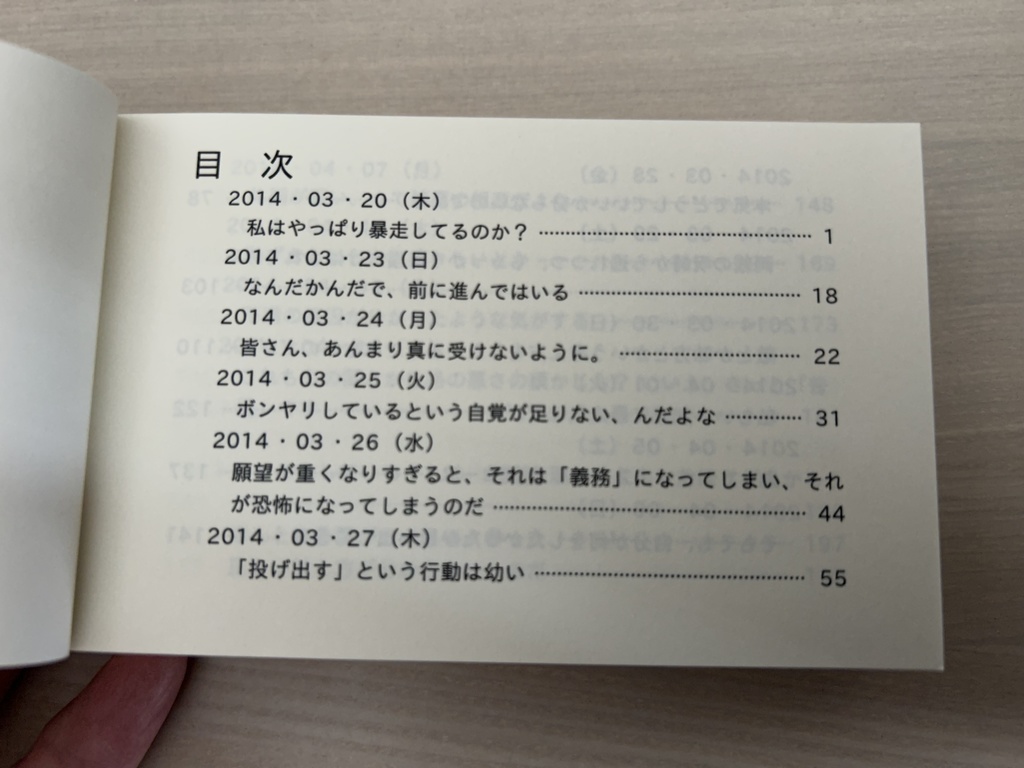 目 次
2014・03・20（木）
私はやっぱり暴走してるのか？ …………………………………… 1
2014・03・23（日）
なんだかんだで、前に進んではいる …………………………… 18
2014・03・24（月）
皆さん、あんまり真に受けないように。 ……………………… 22
2014・03・25（火）
ボンヤリしているという自覚が足りない、んだよな ………… 31
2014・03・26（水）
願望が重くなりすぎると、それは「義務」になってしまい、それ
が恐怖になってしまうのだ ………………………………………… 44
2014・03・27（木）
「投げ出す」という行動は幼い …………………………………… 55